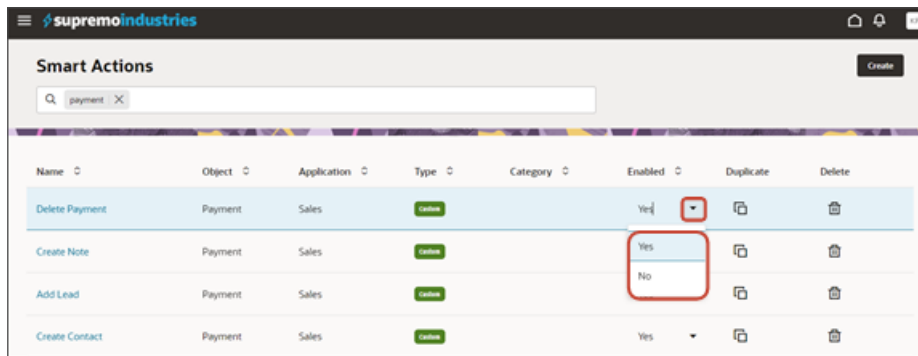 supremoindustries
Smart Actions
Create
payment
Name Object Application Type Category Enabled Duplicate Delete
Delete Payment Payment Sales Custom Yes
Yes
Create Note Payment Sales Custom
No
Add Lead Payment Sales Custom
Create Contact Payment Sales Custom Yes